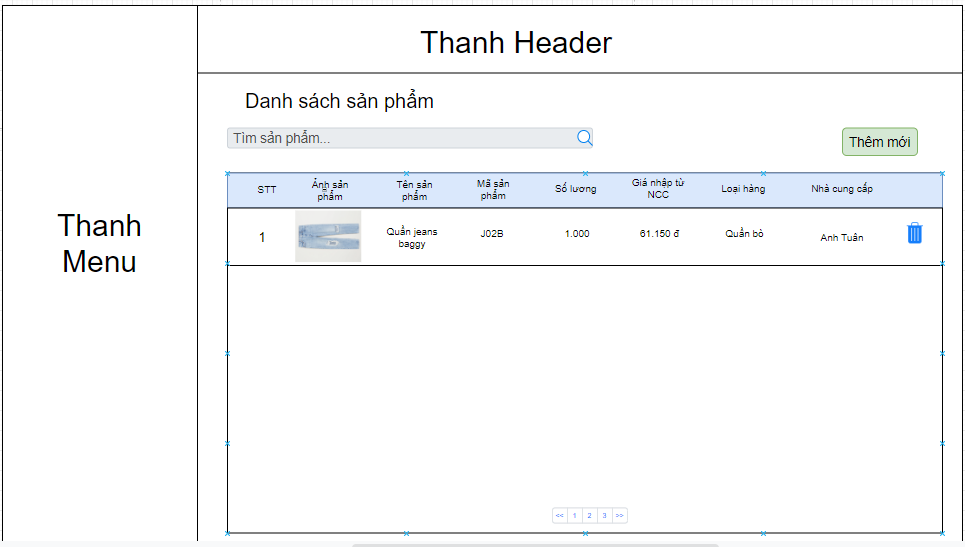 Thanh Header
Thanh
Menu
Danh sách sản phẩm
Tìm sản phẩm...
Thêm mới
STT
Ảnh sản
phẩm
Tên sản
phẩm
Mã sản
phẩm
Số lương
Giá nhập từ
NCC
Loại hàng
Nhà cung cấp
1
Quần jeans
baggy
J02B
1.000
61.150 đ
Quần bò
Anh Tuân
<< 1 2 3 >>